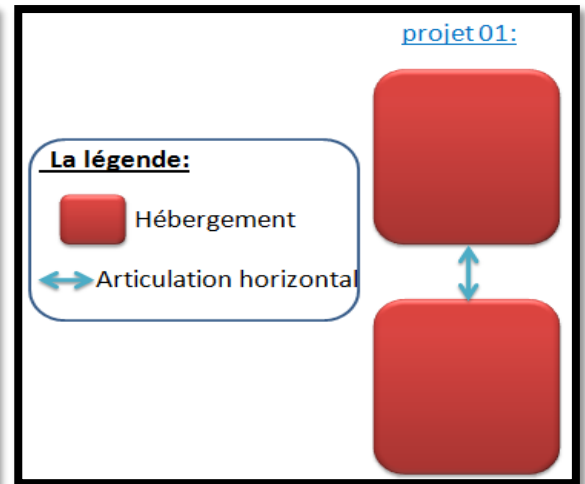 projet 01:
La légende:
Hébergement
Articulation horizontal